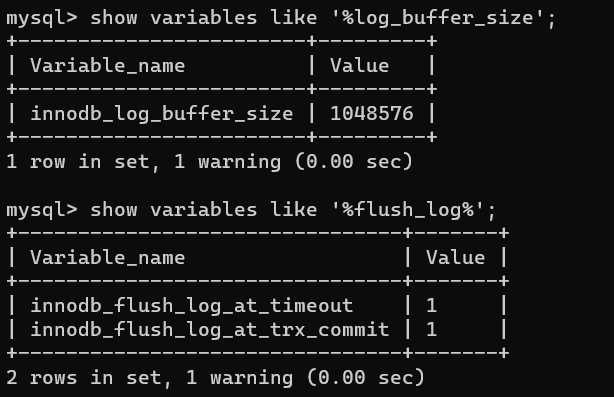 mysql> show variables like '%log_buffer_size';
+------------------------+---------+
| Variable_name          | Value   |
+------------------------+---------+
| innodb_log_buffer_size | 1048576 |
+------------------------+---------+
1 row in set, 1 warning (0.00 sec)

mysql> show variables like '%flush_log%';
+--------------------------------+-------+
| Variable_name                  | Value |
+--------------------------------+-------+
| innodb_flush_log_at_timeout    | 1     |
| innodb_flush_log_at_trx_commit | 1     |
+--------------------------------+-------+
2 rows in set, 1 warning (0.00 sec)